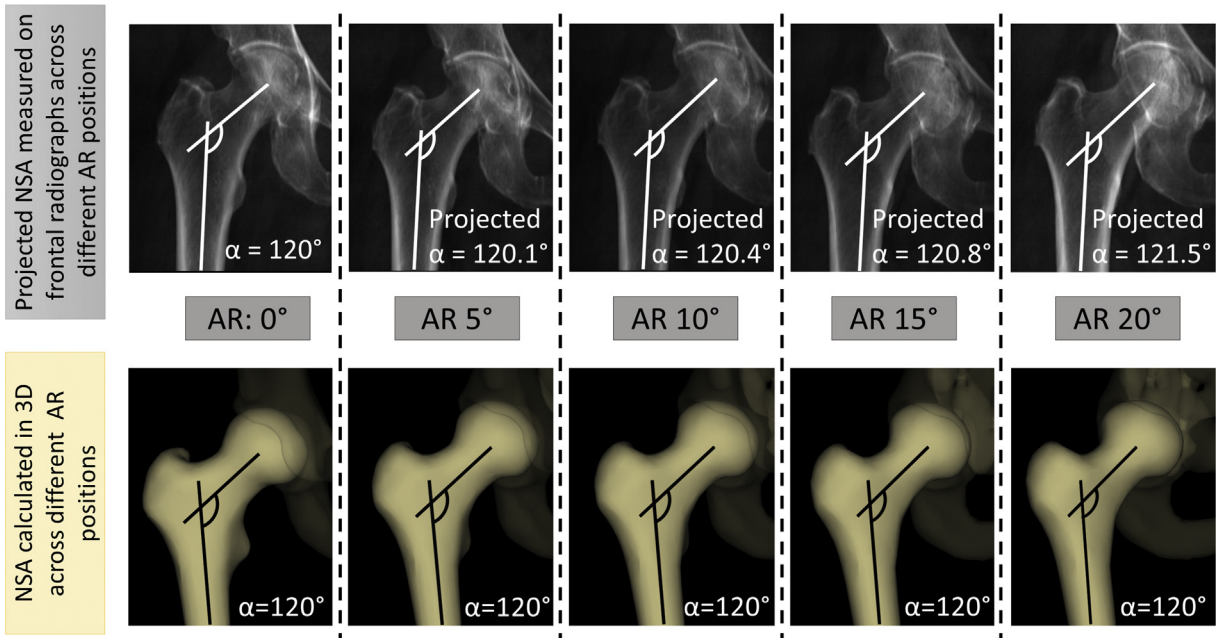 Projected NSA measured on
frontal radiographs across
different AR positions
α = 120°
Projected
α = 120.1°
Projected
α = 120.4°
Projected
α = 120.8°
Projected
α = 121.5°
AR: 0°
AR 5°
AR 10°
AR 15°
AR 20°
NSA calculated in 3D
across different AR
positions
α=120°
α=120°
α=120°
α=120°
α=120°